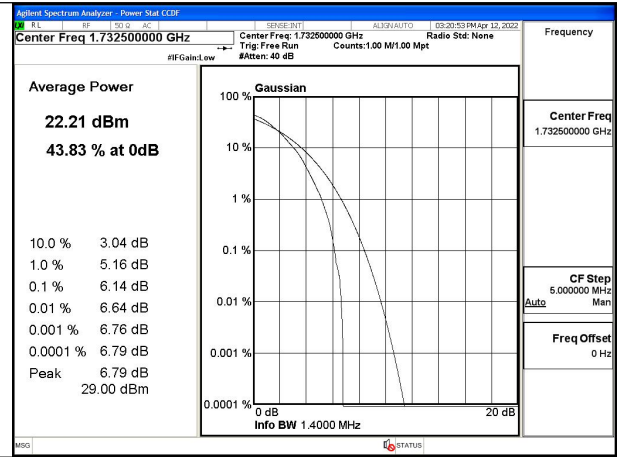 Agilent Spectrum Analyzer - Power Stat CCDF
RL RF 50 Ω AC SENSE:INT ALIGN AUTO 03:20:53 PM Apr 12, 2022
Center Freq 1.732500000 GHz
Center Freq: 1.732500000 GHz Radio Std: None
Trig: Free Run Counts:1.00 M/1.00 Mpt
#IFGain:Low #Atten: 40 dB
Frequency
Average Power
22.21 dBm
43.83 % at 0dB
10.0 % 3.04 dB
1.0 % 5.16 dB
0.1 % 6.14 dB
0.01 % 6.64 dB
0.001 % 6.76 dB
0.0001 % 6.79 dB
Peak 6.79 dB
29.00 dBm
Gaussian
100 %
10 %
1 %
0.1 %
0.01 %
0.001 %
0.0001 %
0 dB 20 dB
Info BW 1.4000 MHz
Center Freq
1.732500000 GHz
CF Step
5.000000 MHz
Auto Man
Freq Offset
0 Hz
MSG STATUS